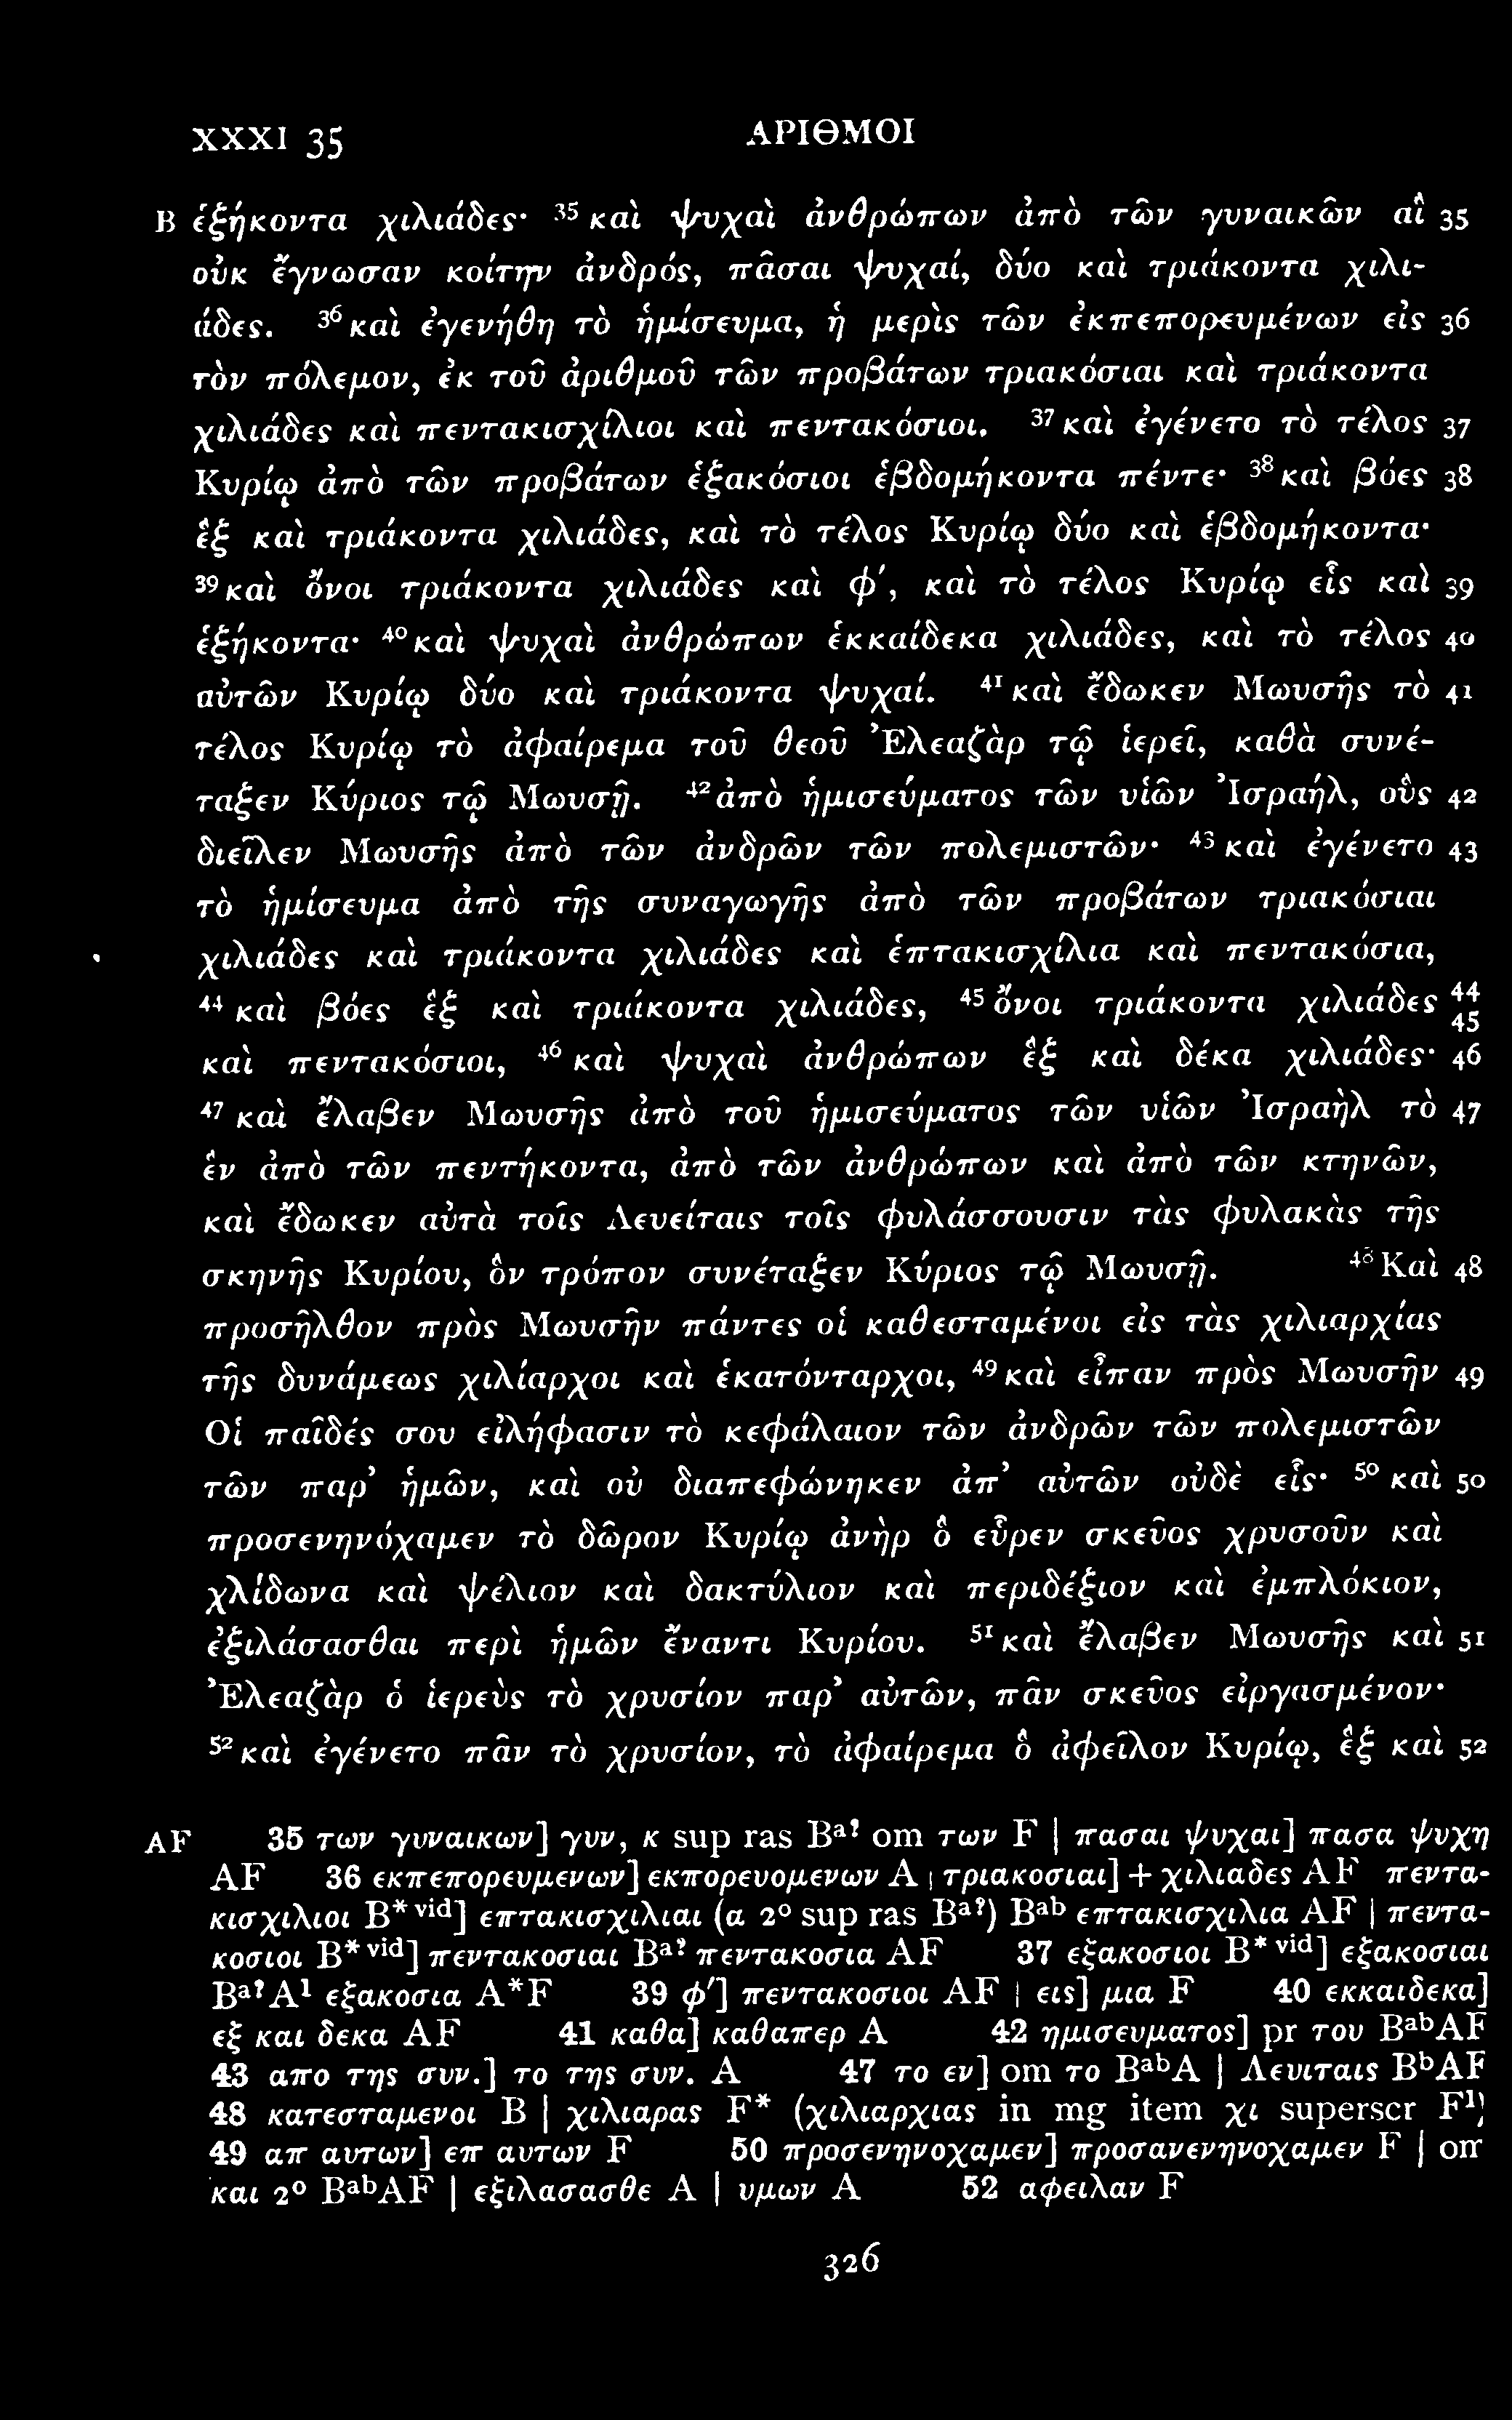 XXXI 35 ΑΡΙΘΜΟΙ
B ἑξήκοντα χιλιάδες· ³⁵καὶ ψυχαὶ ἀνθρώπων ἀπὸ τῶν γυναικῶν αἳ 35
οὐκ ἔγνωσαν κοίτην ἀνδρός, πᾶσαι ψυχαί, δύο καὶ τριάκοντα χιλι-
άδες. ³⁶καὶ ἐγενήθη τὸ ἡμίσευμα, ἡ μερὶς τῶν ἐκπεπορευμένων εἰς 36
τὸν πόλεμον, ἐκ τοῦ ἀριθμοῦ τῶν προβάτων τριακόσιαι καὶ τριάκοντα
χιλιάδες καὶ πεντακισχίλιοι καὶ πεντακόσιοι. ³⁷καὶ ἐγένετο τὸ τέλος 37
Κυρίῳ ἀπὸ τῶν προβάτων ἑξακόσιοι ἑβδομήκοντα πέντε· ³⁸καὶ βόες 38
ἓξ καὶ τριάκοντα χιλιάδες, καὶ τὸ τέλος Κυρίῳ δύο καὶ ἑβδομήκοντα·
³⁹καὶ ὄνοι τριάκοντα χιλιάδες καὶ φ', καὶ τὸ τέλος Κυρίῳ εἷς καὶ 39
ἑξήκοντα· ⁴⁰καὶ ψυχαὶ ἀνθρώπων ἑκκαίδεκα χιλιάδες, καὶ τὸ τέλος 40
αὐτῶν Κυρίῳ δύο καὶ τριάκοντα ψυχαί. ⁴¹καὶ ἔδωκεν Μωυσῆς τὸ 41
τέλος Κυρίῳ τὸ ἀφαίρεμα τοῦ θεοῦ Ἐλεαζὰρ τῷ ἱερεῖ, καθὰ συνέ-
ταξεν Κύριος τῷ Μωυσῇ. ⁴²ἀπὸ ἡμισεύματος τῶν υἱῶν Ἰσραήλ, οὓς 42
διεῖλεν Μωυσῆς ἀπὸ τῶν ἀνδρῶν τῶν πολεμιστῶν· ⁴³καὶ ἐγένετο 43
τὸ ἡμίσευμα ἀπὸ τῆς συναγωγῆς ἀπὸ τῶν προβάτων τριακόσιαι
χιλιάδες καὶ τριάκοντα χιλιάδες καὶ ἑπτακισχίλια καὶ πεντακόσια,
⁴⁴καὶ βόες ἓξ καὶ τριάκοντα χιλιάδες, ⁴⁵ὄνοι τριάκοντα χιλιάδες 44 45
καὶ πεντακόσιοι, ⁴⁶καὶ ψυχαὶ ἀνθρώπων ἓξ καὶ δέκα χιλιάδες· 46
⁴⁷καὶ ἔλαβεν Μωυσῆς ἀπὸ τοῦ ἡμισεύματος τῶν υἱῶν Ἰσραὴλ τὸ 47
ἓν ἀπὸ τῶν πεντήκοντα, ἀπὸ τῶν ἀνθρώπων καὶ ἀπὸ τῶν κτηνῶν,
καὶ ἔδωκεν αὐτὰ τοῖς Λευείταις τοῖς φυλάσσουσιν τὰς φυλακὰς τῆς
σκηνῆς Κυρίου, ὃν τρόπον συνέταξεν Κύριος τῷ Μωυσῇ. ⁴⁸Καὶ 48
προσῆλθον πρὸς Μωυσῆν πάντες οἱ καθεσταμένοι εἰς τὰς χιλιαρχίας
τῆς δυνάμεως χιλίαρχοι καὶ ἑκατόνταρχοι, ⁴⁹καὶ εἶπαν πρὸς Μωυσῆν 49
Οἱ παῖδές σου εἰλήφασιν τὸ κεφάλαιον τῶν ἀνδρῶν τῶν πολεμιστῶν
τῶν παρ' ἡμῶν, καὶ οὐ διαπεφώνηκεν ἀπ' αὐτῶν οὐδὲ εἷς· ⁵⁰καὶ 50
προσενηνόχαμεν τὸ δῶρον Κυρίῳ ἀνὴρ ὃ εὗρεν σκεῦος χρυσοῦν καὶ
χλίδωνα καὶ ψέλιον καὶ δακτύλιον καὶ περιδέξιον καὶ ἐμπλόκιον,
ἐξιλάσασθαι περὶ ἡμῶν ἔναντι Κυρίου. ⁵¹καὶ ἔλαβεν Μωυσῆς καὶ 51
Ἐλεαζὰρ ὁ ἱερεὺς τὸ χρυσίον παρ' αὐτῶν, πᾶν σκεῦος εἰργασμένον·
⁵²καὶ ἐγένετο πᾶν τὸ χρυσίον, τὸ ἀφαίρεμα ὃ ἀφεῖλον Κυρίῳ, ἓξ καὶ 52
AF 35 των γυναικων] γυν, κ sup ras Bᵃ? om των F | πασαι ψυχαι] πασα ψυχη
AF 36 εκπεπορευμενων] εκπορευομενων A | τριακοσιαι] + χιλιαδες AF πεντα-
κισχιλιοι B* ᵛⁱᵈ] επτακισχιλιαι (α 2° sup ras Bᵃ?) Bᵃᵇ επτακισχιλια AF | πεντα-
κοσιοι B* ᵛⁱᵈ] πεντακοσιαι Bᵃ? πεντακοσια AF 37 εξακοσιοι B* ᵛⁱᵈ] εξακοσιαι
Bᵃ?A¹ εξακοσια A*F 39 φ'] πεντακοσιοι AF | εις] μια F 40 εκκαιδεκα]
εξ και δεκα AF 41 καθα] καθαπερ A 42 ημισευματος] pr του BᵃᵇAF
43 απο της συν.] το της συν. A 47 το εν] om το BᵃᵇA | Λευιταις BᵇAF
48 κατεσταμενοι B | χιλιαρας F* (χιλιαρχιας in mg item χι superscr F¹)
49 απ αυτων] επ αυτων F 50 προσενηνοχαμεν] προσανενηνοχαμεν F | om
και 2° BᵃᵇAF | εξιλασασθε A | υμων A 52 αφειλαν F
326